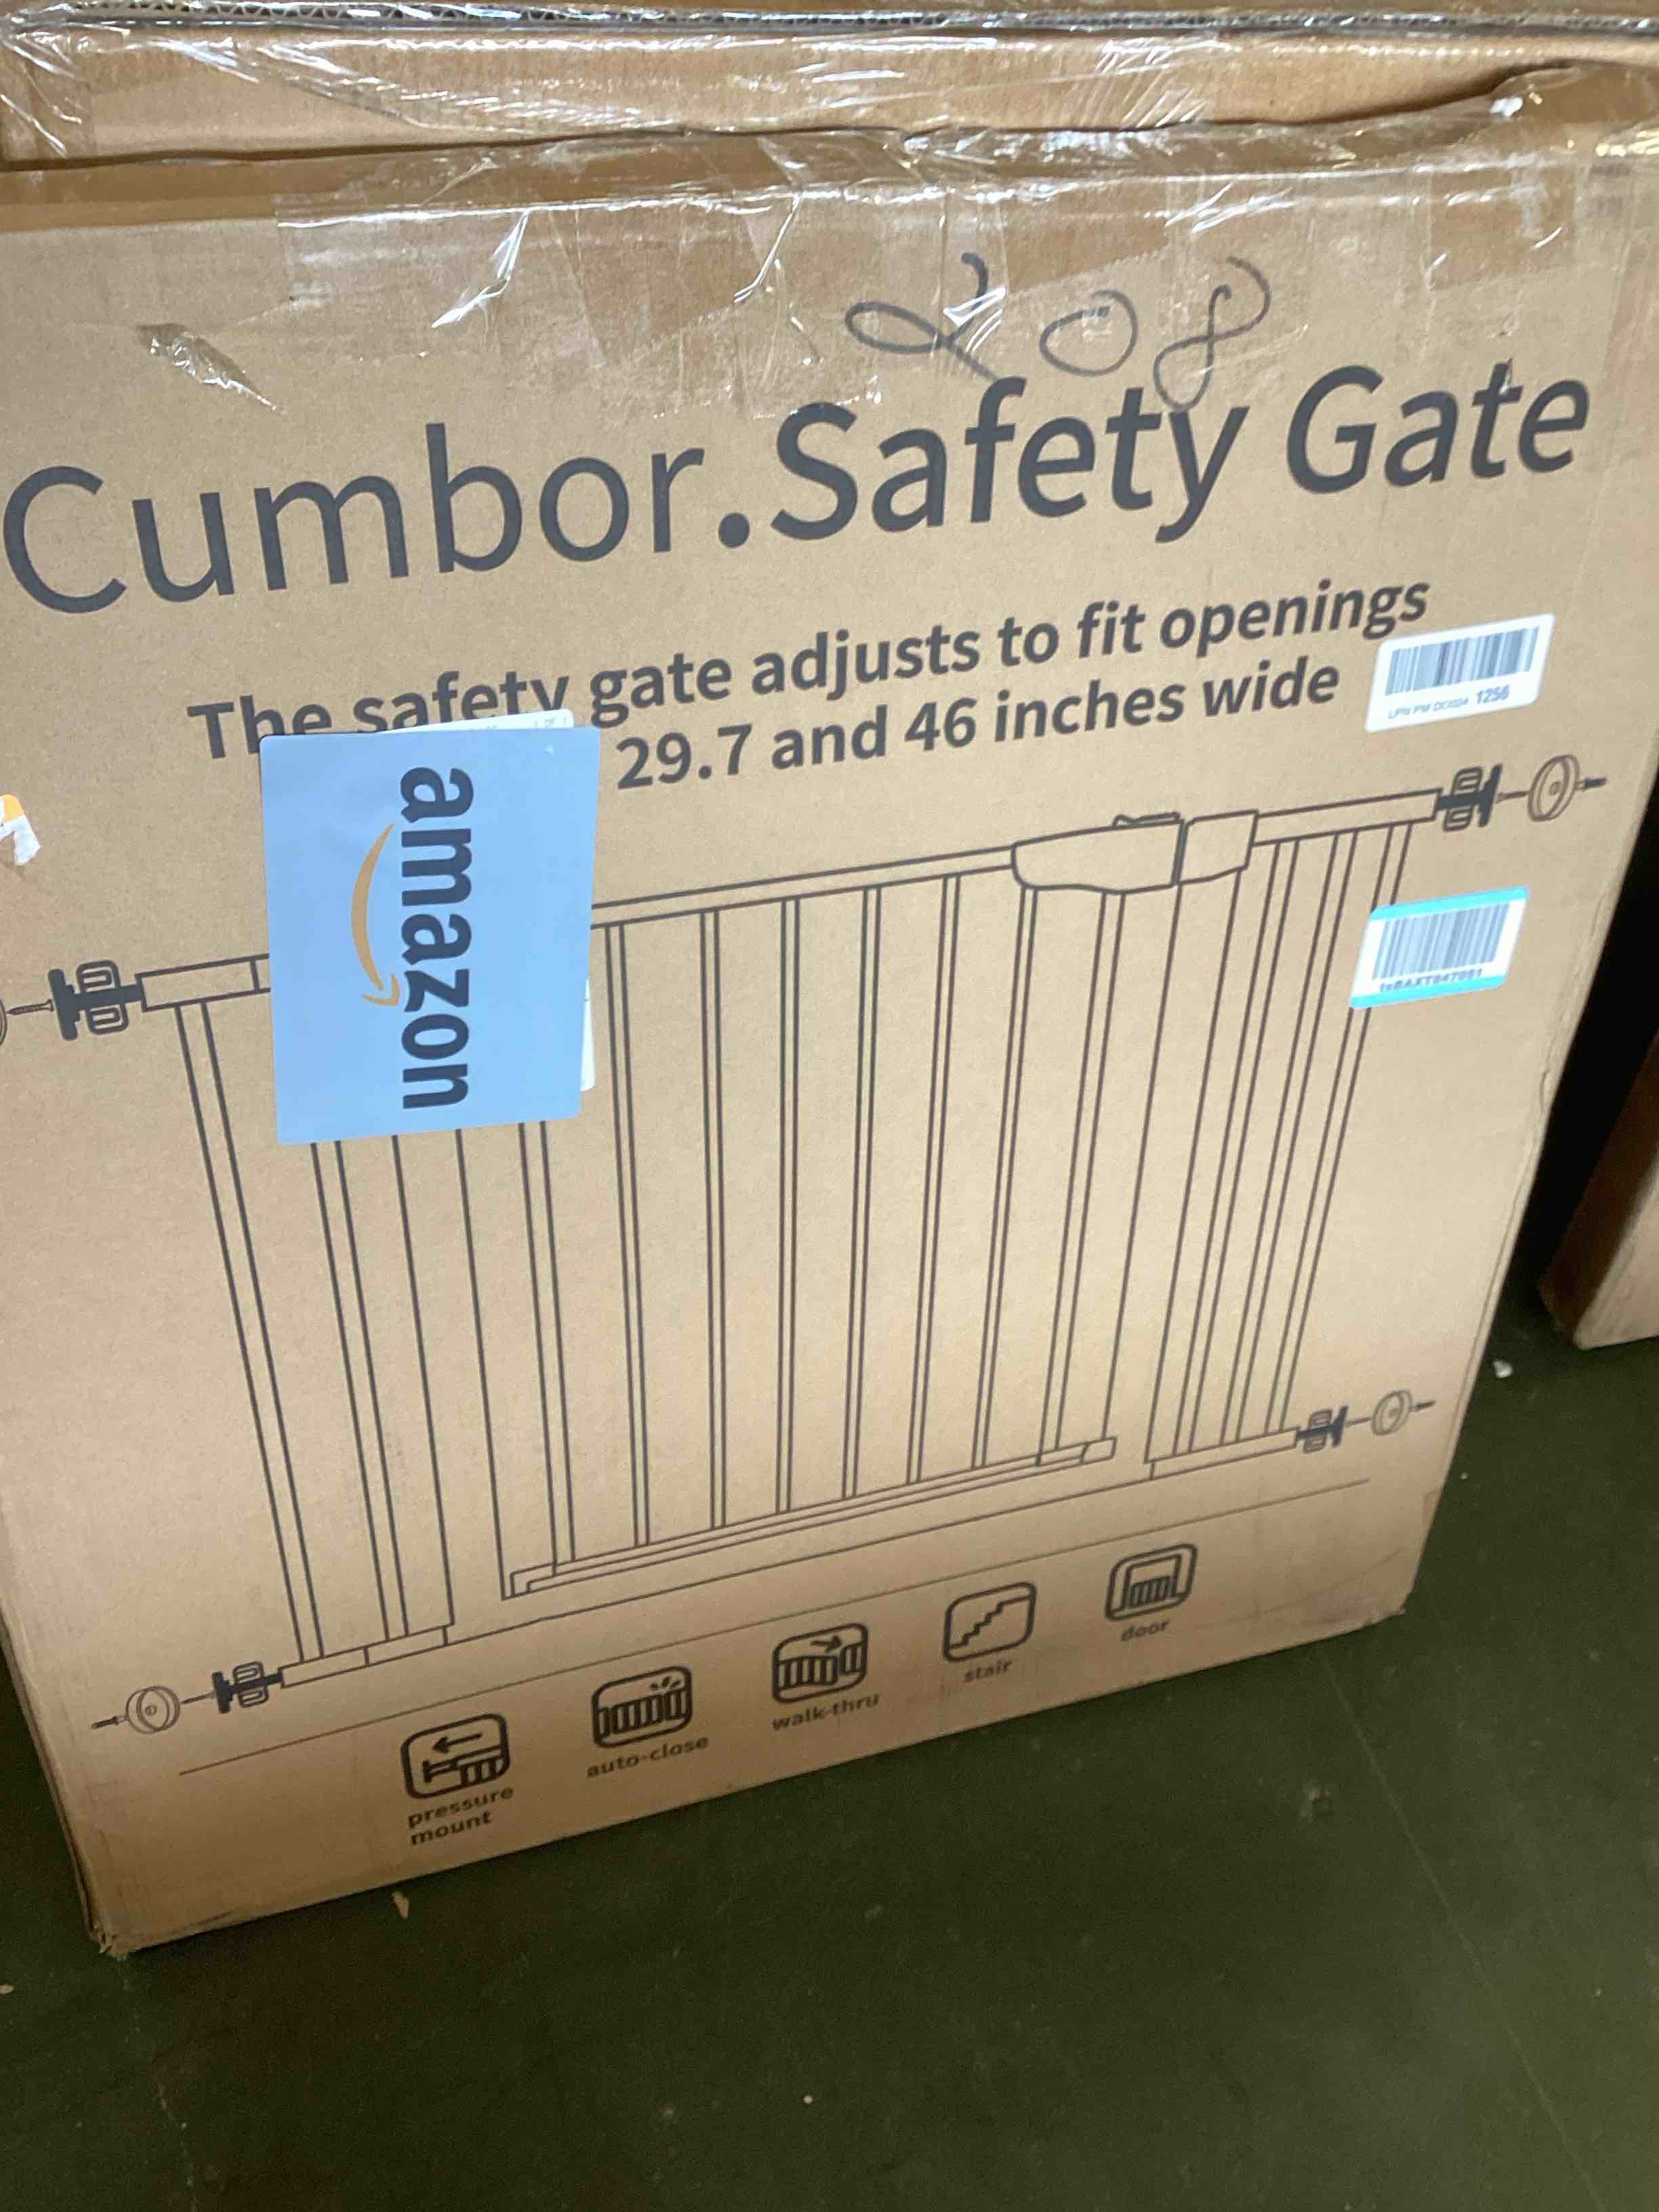 208
Cumbor.Safety Gate
The safety gate adjusts to fit openings
29.7 and 46 inches wide
1256
amazon
pressure
mount
auto-close
walk-thru
stair
door